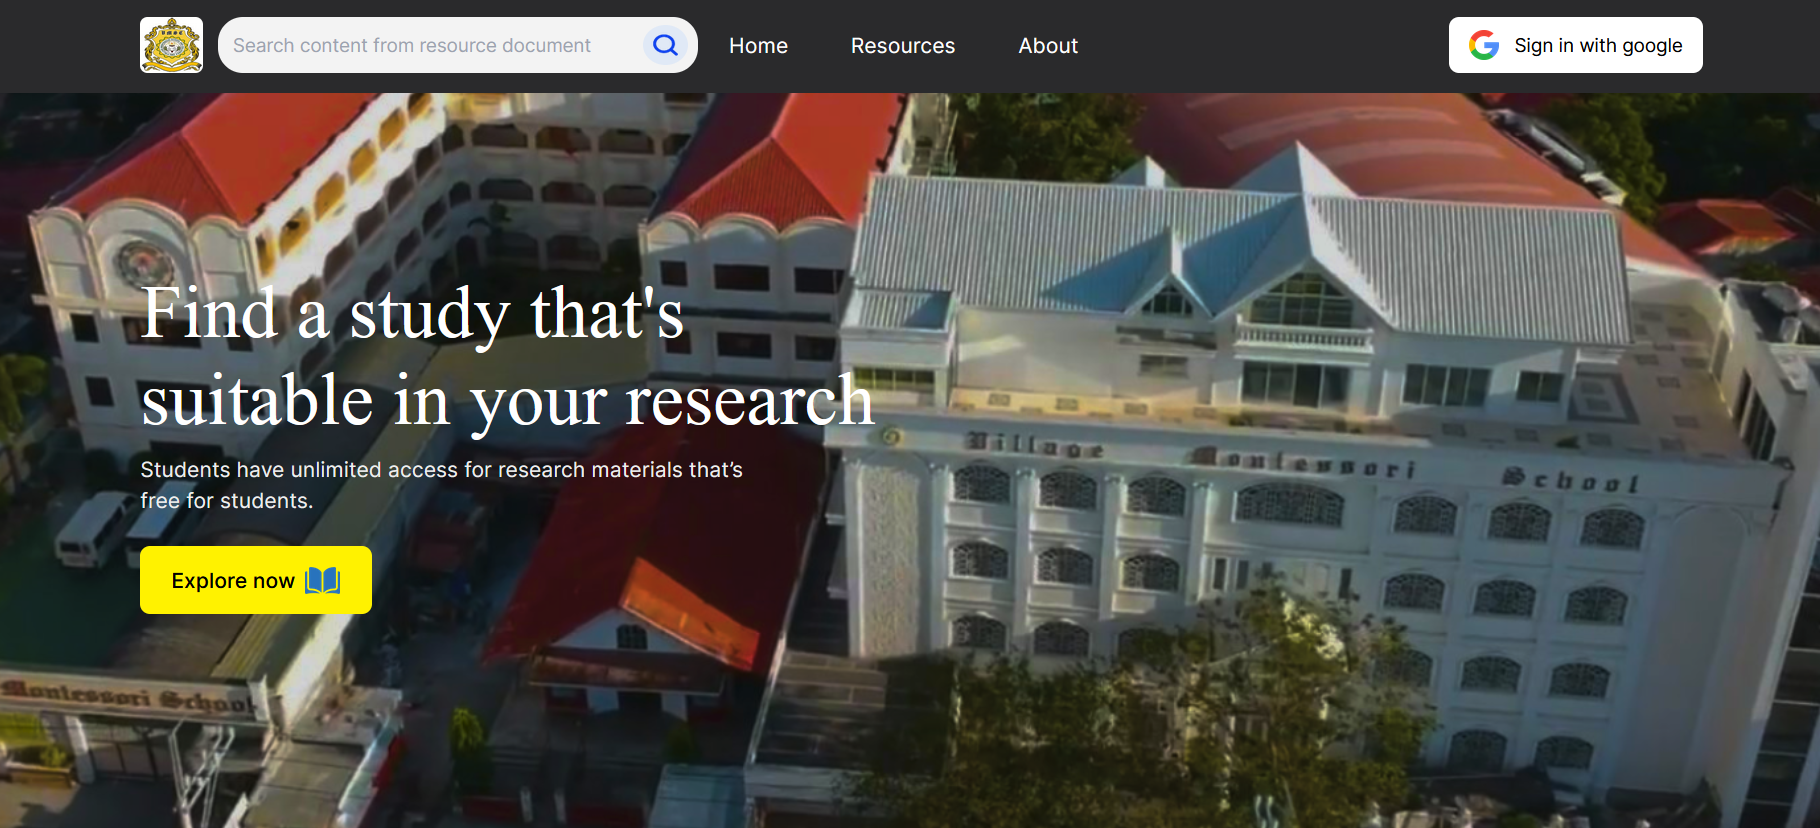 Search content from resource document
Home
Resources
About
Sign in with google
Find a study that's
suitable in your research
Students have unlimited access for research materials that’s
free for students.
Explore now
Village Montessori School
Montessori School